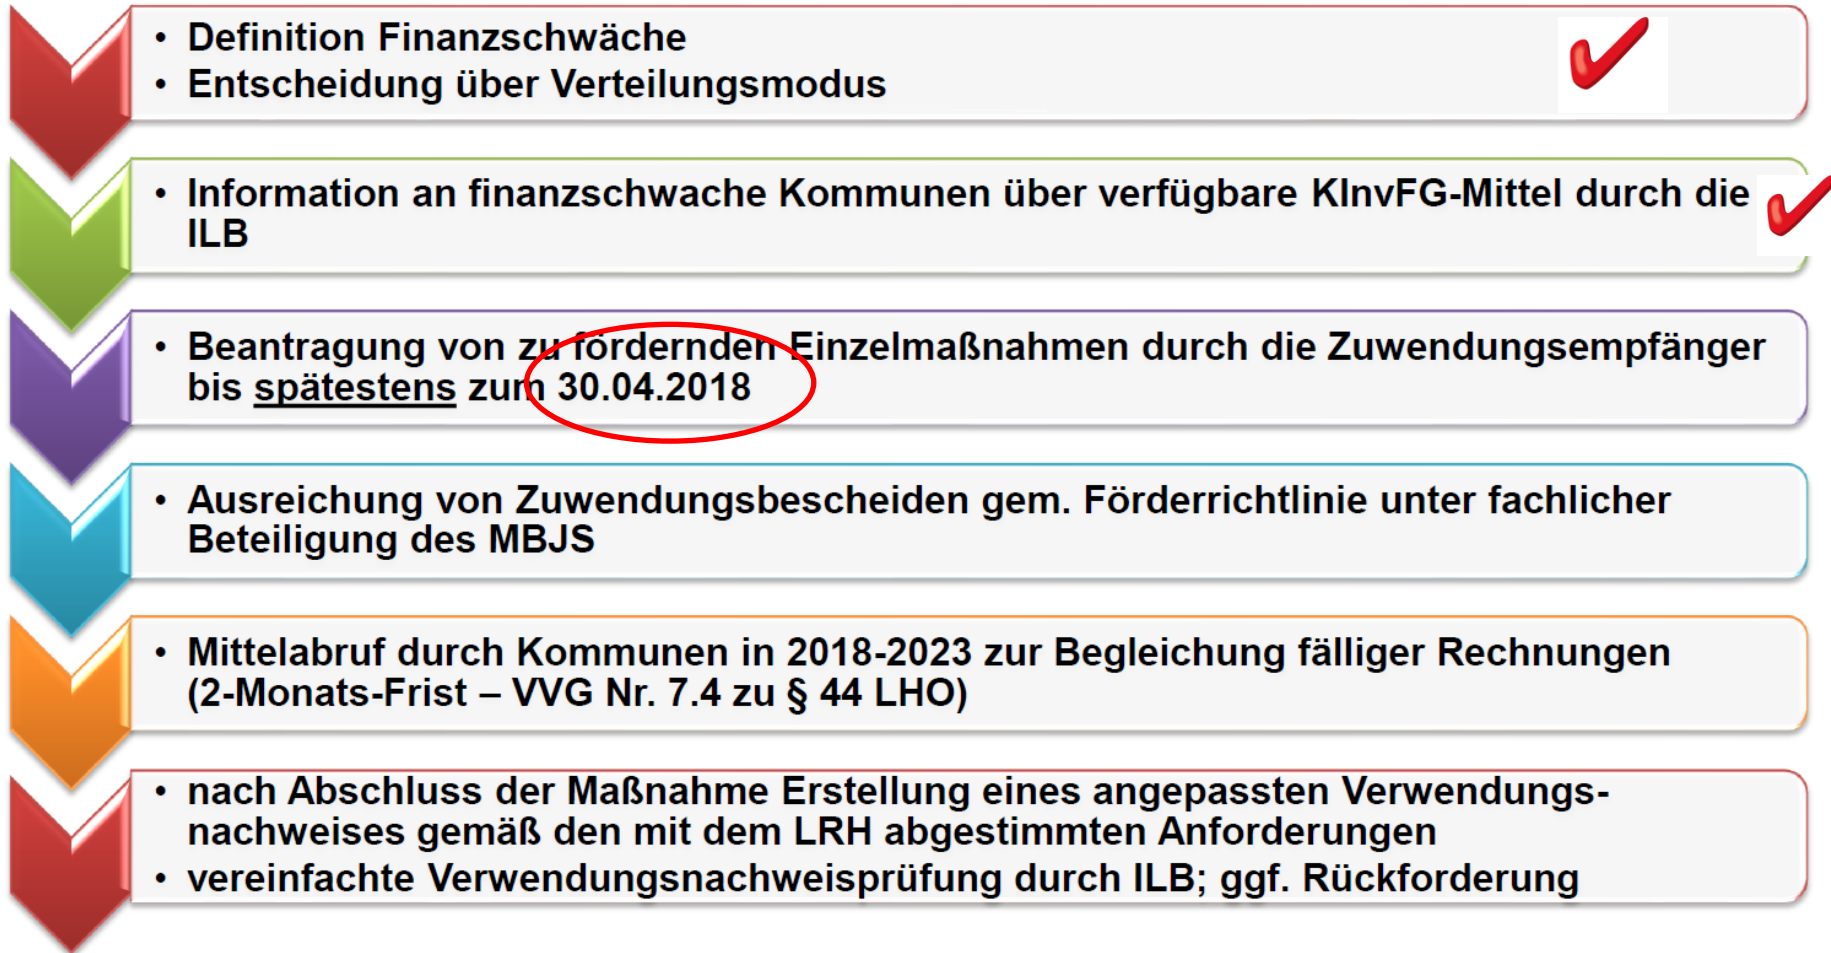 • Definition Finanzschwäche
• Entscheidung über Verteilungsmodus
• Information an finanzschwache Kommunen über verfügbare KInvFG-Mittel durch die
ILB
• Beantragung von zu fördernden Einzelmaßnahmen durch die Zuwendungsempfänger
bis spätestens zum 30.04.2018
• Ausreichung von Zuwendungsbescheiden gem. Förderrichtlinie unter fachlicher
Beteiligung des MBJS
• Mittelabruf durch Kommunen in 2018-2023 zur Begleichung fälliger Rechnungen
(2-Monats-Frist – VVG Nr. 7.4 zu § 44 LHO)
• nach Abschluss der Maßnahme Erstellung eines angepassten Verwendungs-
nachweises gemäß den mit dem LRH abgestimmten Anforderungen
• vereinfachte Verwendungsnachweisprüfung durch ILB; ggf. Rückforderung